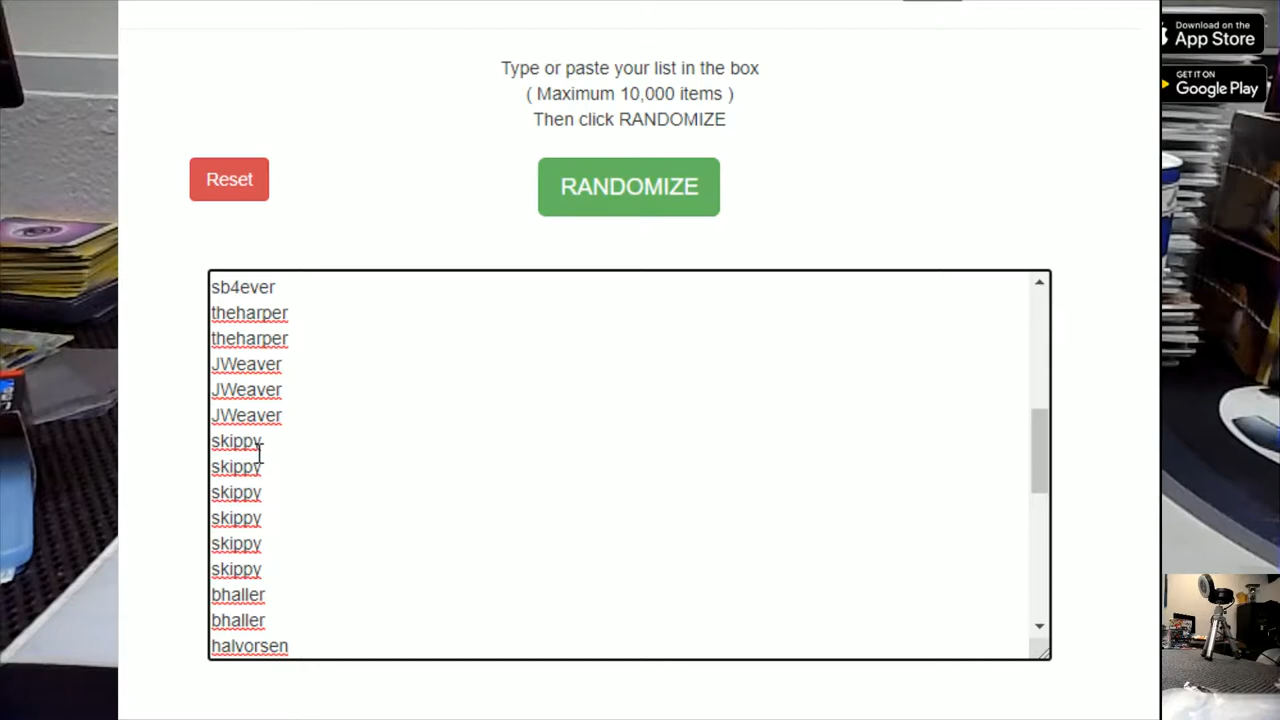 Download on the
App Store
GET IT ON
Google Play
Type or paste your list in the box
( Maximum 10,000 items )
Then click RANDOMIZE
Reset
RANDOMIZE
sb4ever
theharper
theharper
JWeaver
JWeaver
JWeaver
skippy
skippy
skippy
skippy
skippy
skippy
bhaller
bhaller
halvorsen